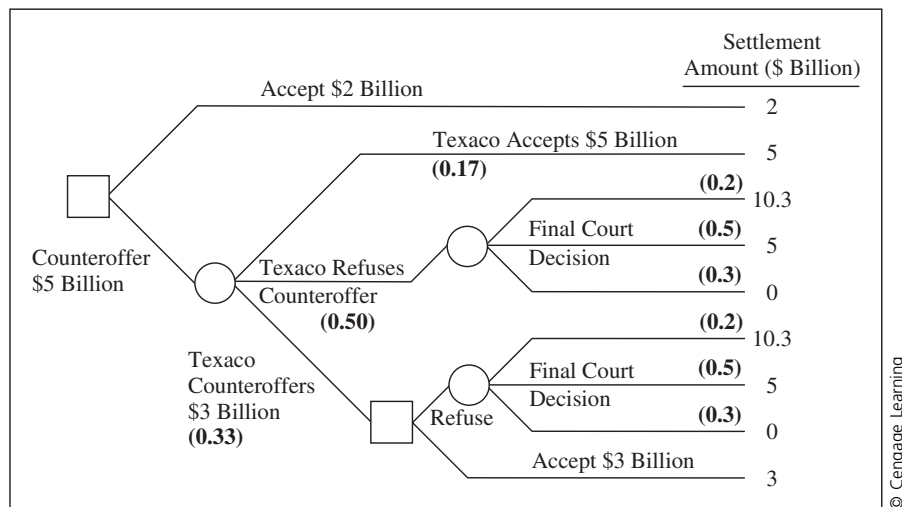 Settlement
Amount ($ Billion)
Accept $2 Billion
2
Texaco Accepts $5 Billion
5
(0.17)
(0.2)
10.3
Final Court
(0.5)
Decision
5
(0.3)
0
Counteroffer
$5 Billion
Texaco Refuses
Counteroffer
(0.50)
(0.2)
10.3
Texaco
Counteroffers
$3 Billion
(0.33)
Final Court
(0.5)
Decision
5
Refuse
(0.3)
0
Accept $3 Billion
3
© Cengage Learning